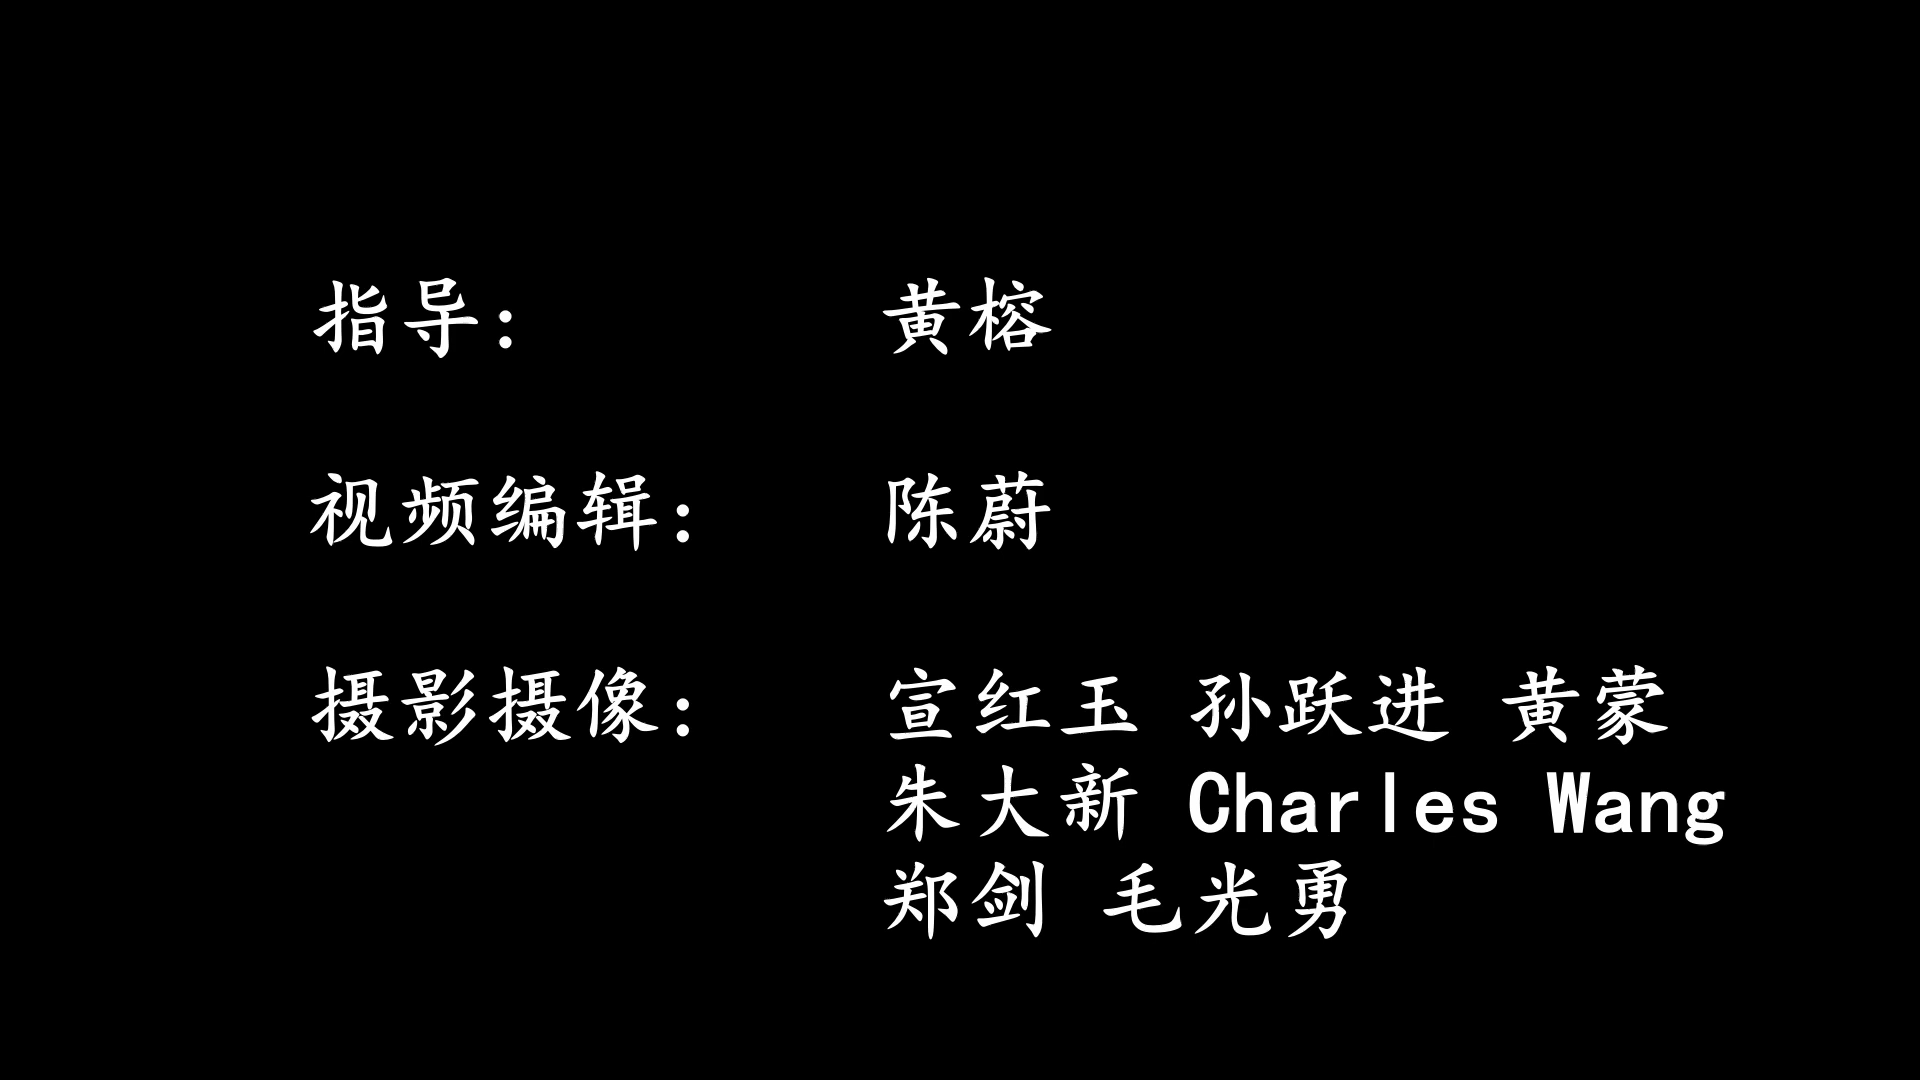 指导： 黄榕
视频编辑： 陈蔚
摄影摄像： 宣红玉 孙跃进 黄蒙
朱大新 Charles Wang
郑剑 毛光勇